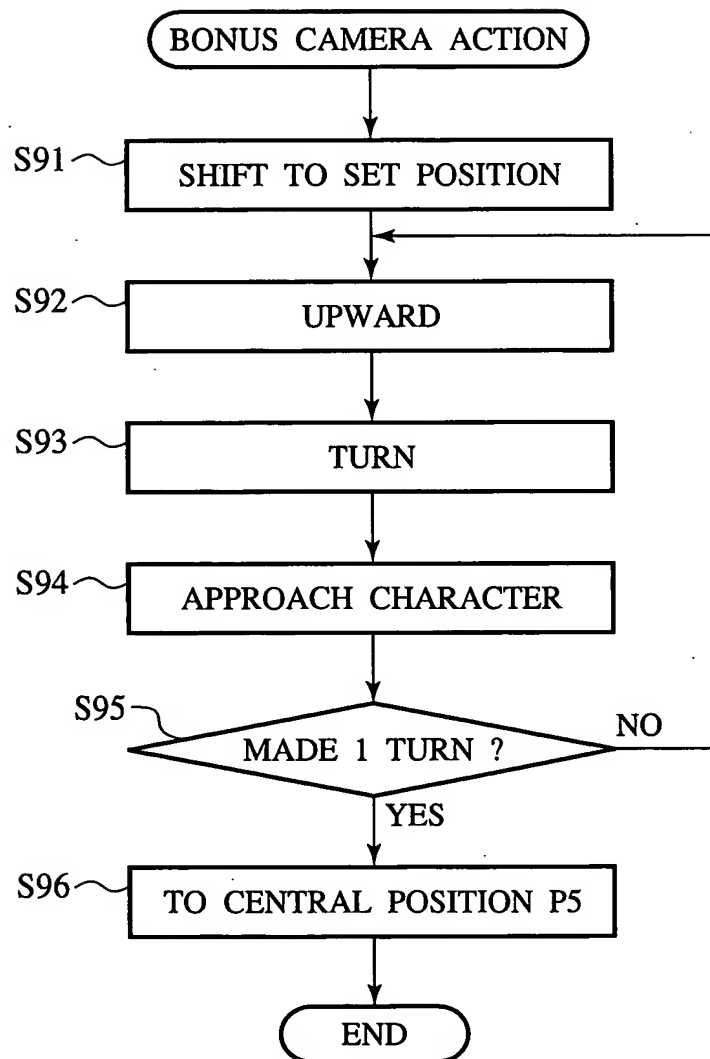 BONUS CAMERA ACTION
S91
SHIFT TO SET POSITION
S92
UPWARD
S93
TURN
S94
APPROACH CHARACTER
S95
MADE 1 TURN ?
NO
YES
S96
TO CENTRAL POSITION P5
END